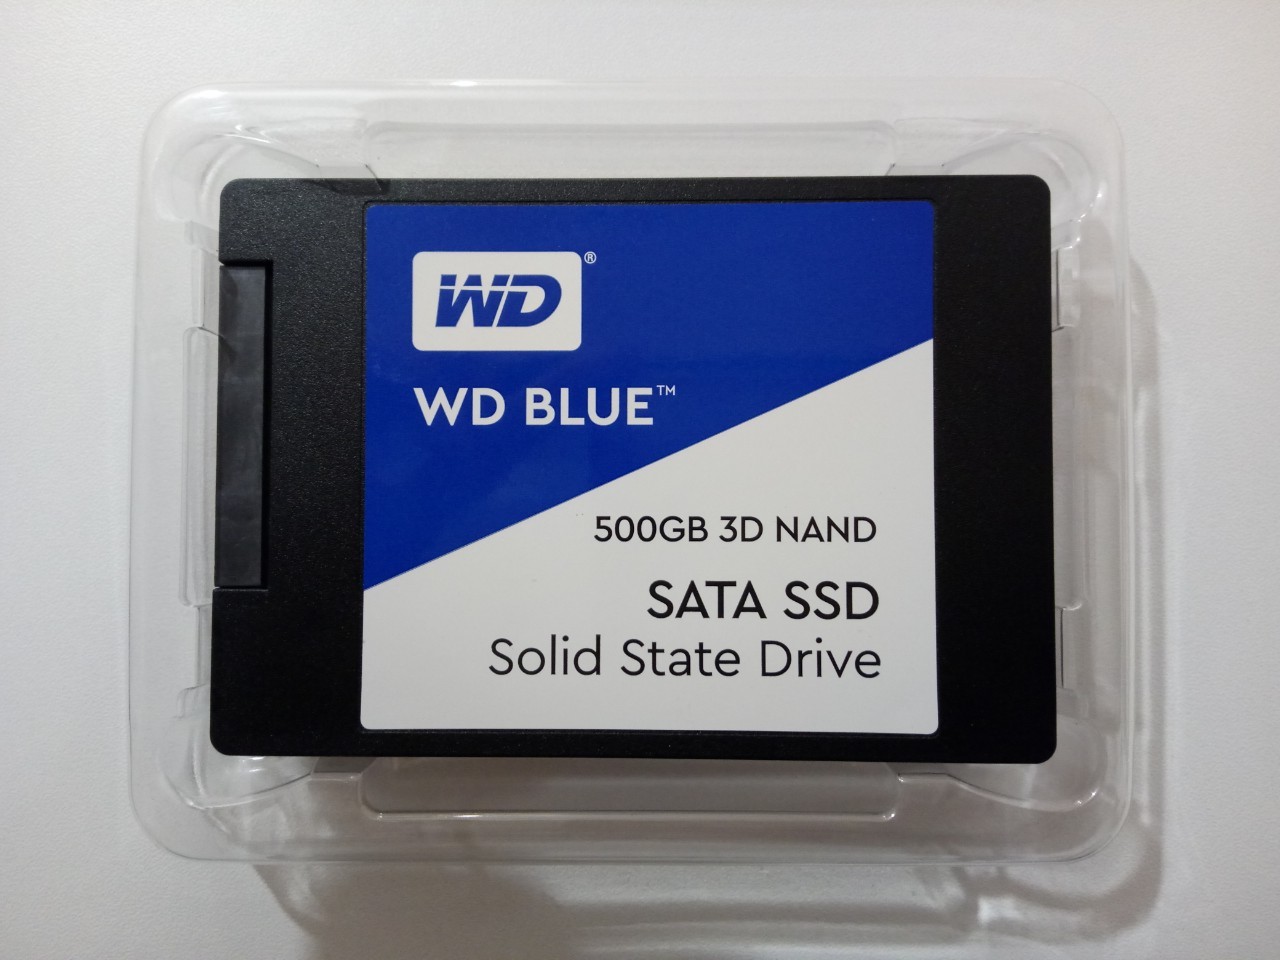 WD®
WD BLUE™
500GB 3D NAND
SATA SSD
Solid State Drive